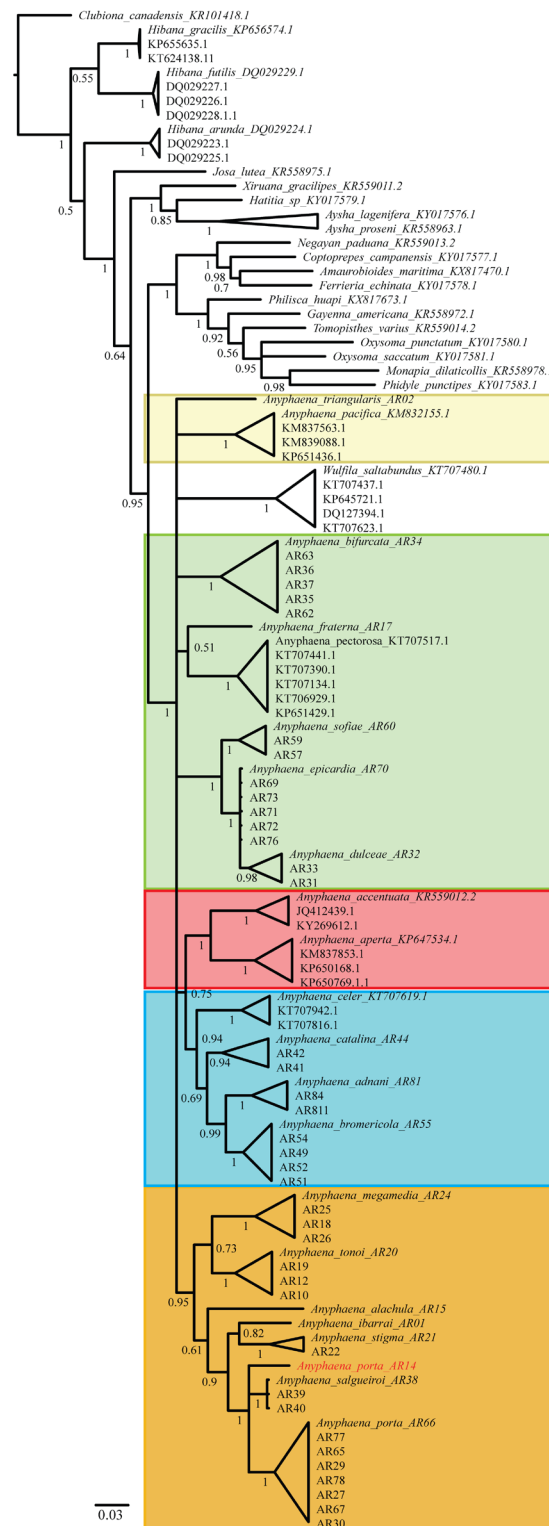 Clubiona_canadensis_KR101418.1
Hibana_gracilis_KP656574.1
KP655635.1
KT624138.11
1
0.55
Hibana_futilis_DQ029229.1
DQ029227.1
DQ029226.1
DQ029228.1.1
1
1
Hibana_arunda_DQ029224.1
DQ029223.1
DQ029225.1
1
0.5
Josa_lutea_KR558975.1
1
Xiruana_gracilipes_KR559011.2
Hatitia_sp_KY017579.1
1
0.85
Aysha_lagenifera_KY017576.1
Aysha_proseni_KR558963.1
1
0.64
Negayan_paduana_KR559013.2
Coptoprepes_campanensis_KY017577.1
Amaurobioides_maritima_KX817470.1
Ferrieria_echinata_KY017578.1
1
0.98
0.7
1
Philisca_huapi_KX817673.1
Gayenna_americana_KR558972.1
Tomopisthes_varius_KR559014.2
Oxysoma_punctatum_KY017580.1
Oxysoma_saccatum_KY017581.1
Monapia_dilaticollis_KR558978.
Phidyle_punctipes_KY017583.1
1
0.92
0.56
0.95
0.98
0.95
Anyphaena_triangularis_AR02
Anyphaena_pacifica_KM832155.1
KM837563.1
KM839088.1
KP651436.1
1
Wulfila_saltabundus_KT707480.1
KT707437.1
KP645721.1
DQ127394.1
KT707623.1
1
Anyphaena_bifurcata_AR34
AR63
AR36
AR37
AR35
AR62
1
Anyphaena_fraterna_AR17
0.51
Anyphaena_pectorosa_KT707517.1
KT707441.1
KT707390.1
KT707134.1
KT706929.1
KP651429.1
1
1
Anyphaena_sofiae_AR60
AR59
AR57
1
1
Anyphaena_epicardia_AR70
AR69
AR73
AR71
AR72
AR76
1
Anyphaena_dulceae_AR32
AR33
AR31
0.98
Anyphaena_accentuata_KR559012.2
JQ412439.1
KY269612.1
1
1
Anyphaena_aperta_KP647534.1
KM837853.1
KP650168.1
KP650769.1.1
1
0.75
Anyphaena_celer_KT707619.1
KT707942.1
KT707816.1
1
0.94
Anyphaena_catalina_AR44
AR42
AR41
0.94
0.69
Anyphaena_adnani_AR81
AR84
AR811
1
0.99
Anyphaena_bromericola_AR55
AR54
AR49
AR52
AR51
1
Anyphaena_megamedia_AR24
AR25
AR18
AR26
1
0.73
Anyphaena_tonoi_AR20
AR19
AR12
AR10
1
0.95
Anyphaena_alachula_AR15
0.61
Anyphaena_ibarrai_AR01
0.82
Anyphaena_stigma_AR21
AR22
1
0.9
Anyphaena_porta_AR14
Anyphaena_salgueiroi_AR38
AR39
AR40
1
1
Anyphaena_porta_AR66
AR77
AR65
AR29
AR78
AR27
AR67
AR30
1
0.03